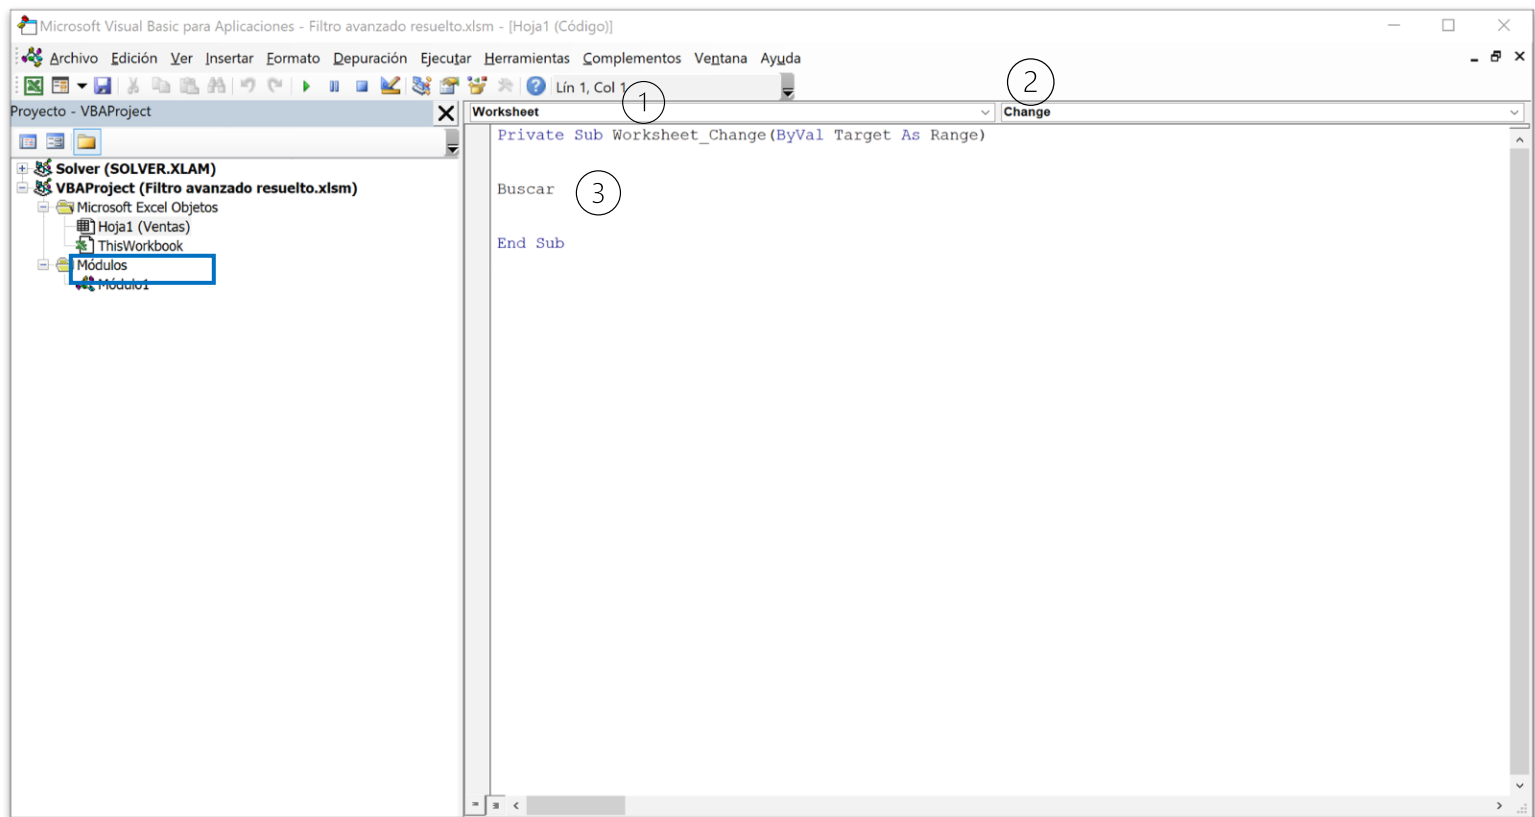 Microsoft Visual Basic para Aplicaciones - Filtro avanzado resuelto.xlsm - [Hoja1 (Código)]
Archivo Edición Ver Insertar Formato Depuración Ejecutar Herramientas Complementos Ventana Ayuda
Lín 1, Col 1
1
2
Proyecto - VBAProject
Worksheet
Change
Solver (SOLVER.XLAM)
VBAProject (Filtro avanzado resuelto.xlsm)
Microsoft Excel Objetos
Hoja1 (Ventas)
ThisWorkbook
Módulos
Módulo1
Private Sub Worksheet_Change(ByVal Target As Range)
Buscar
3
End Sub